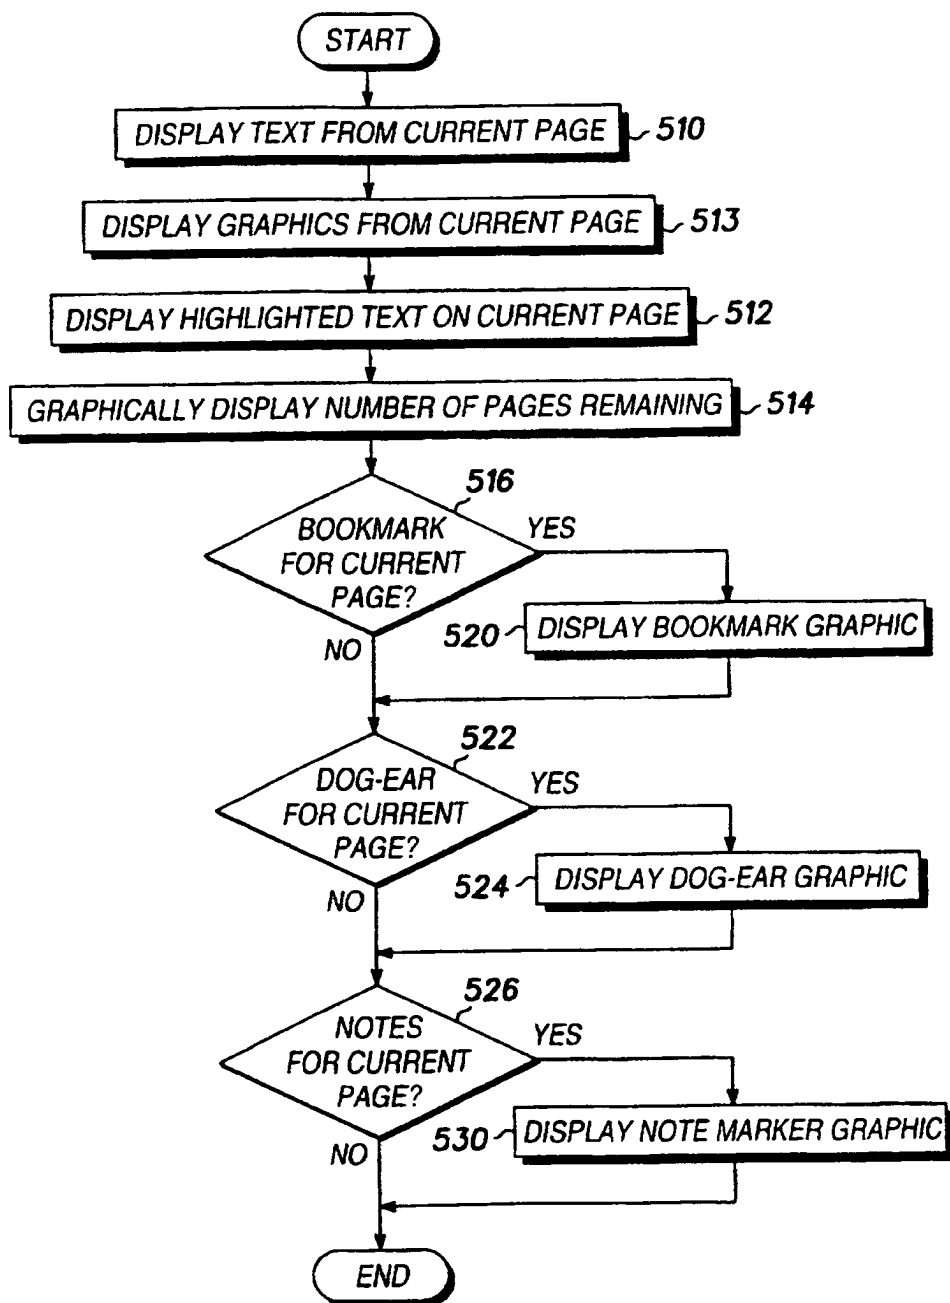 START
DISPLAY TEXT FROM CURRENT PAGE 510
DISPLAY GRAPHICS FROM CURRENT PAGE 513
DISPLAY HIGHLIGHTED TEXT ON CURRENT PAGE 512
GRAPHICALLY DISPLAY NUMBER OF PAGES REMAINING 514
516
BOOKMARK
FOR CURRENT
PAGE?
YES
NO
520 DISPLAY BOOKMARK GRAPHIC
522
DOG-EAR
FOR CURRENT
PAGE?
YES
NO
524 DISPLAY DOG-EAR GRAPHIC
526
NOTES
FOR CURRENT
PAGE?
YES
NO
530 DISPLAY NOTE MARKER GRAPHIC
END